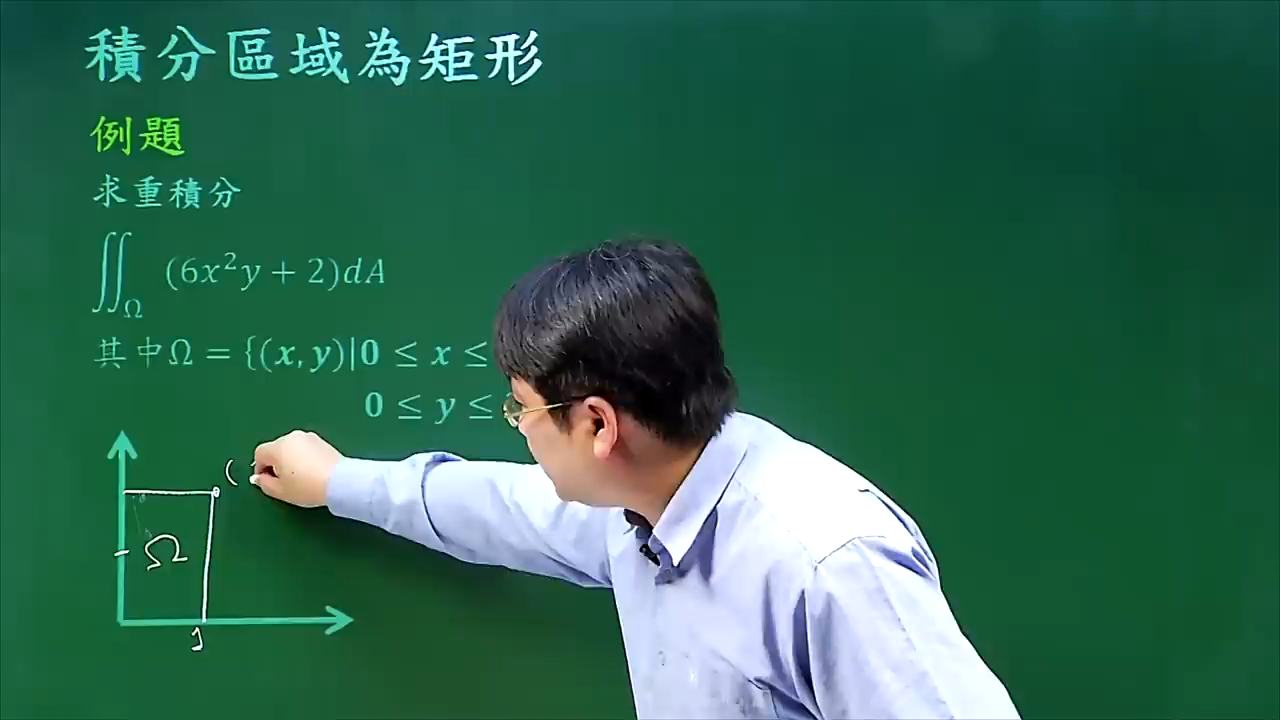 積分區域為矩形
例題
求重積分
∬_Ω (6x²y + 2)dA
其中Ω = {(x, y)|0 ≤ x ≤
0 ≤ y ≤
(
Ω
1